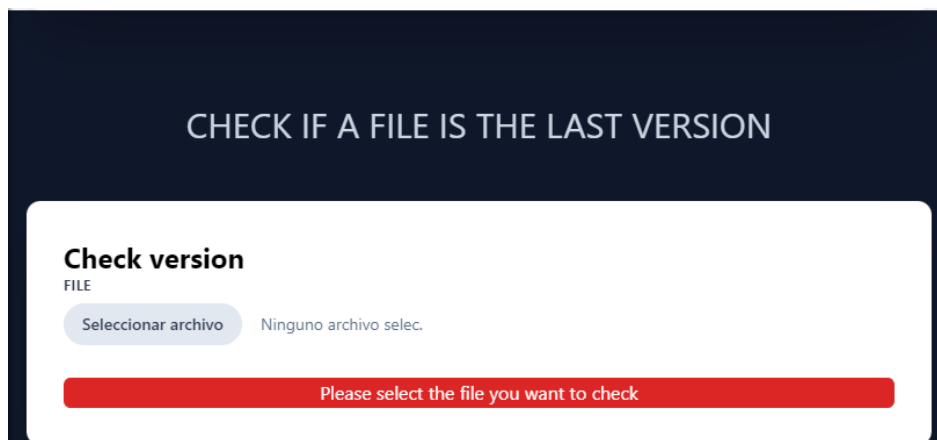 CHECK IF A FILE IS THE LAST VERSION
Check version
FILE
Seleccionar archivo Ninguno archivo selec.
Please select the file you want to check